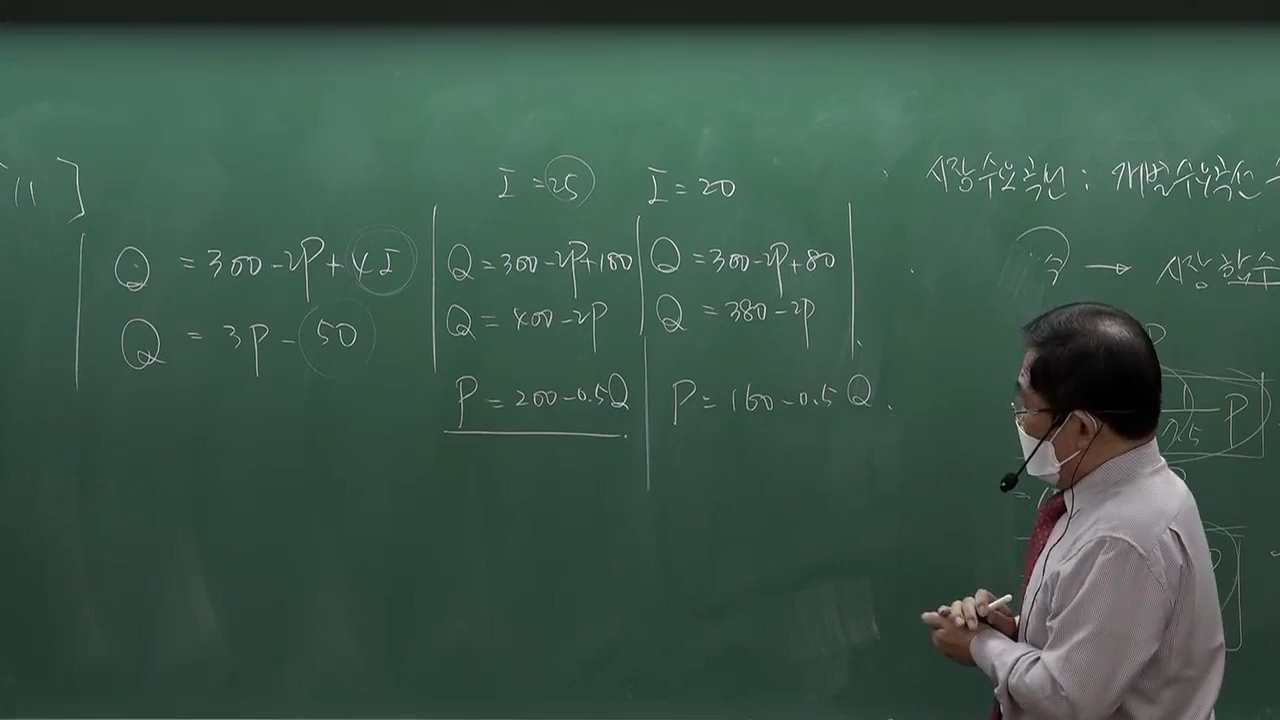 11]
Q = 300 - 2P + 4I
Q = 3P - 50
I = 25
Q = 300 - 2P + 100
Q = 400 - 2P
P = 200 - 0.5Q
I = 20
Q = 300 - 2P + 80
Q = 380 - 2P
P = 160 - 0.5Q.
시장수요곡선 : 개별수요곡선
→ 시장함수
P